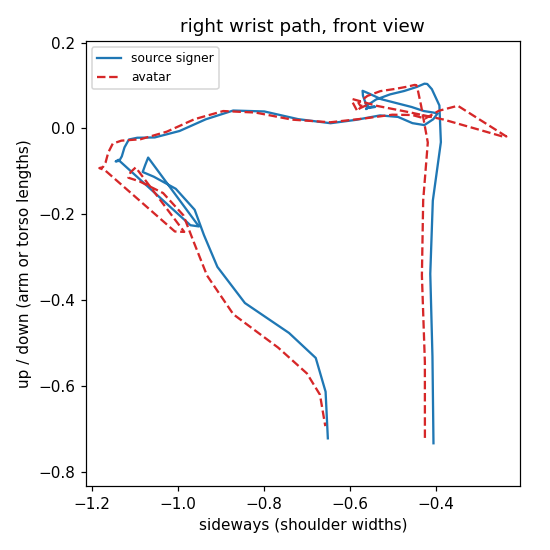 right wrist path, front view
source signer
avatar
0.2
0.0
−0.2
−0.4
−0.6
−0.8
up / down (arm or torso lengths)
−1.2 −1.0 −0.8 −0.6 −0.4
sideways (shoulder widths)